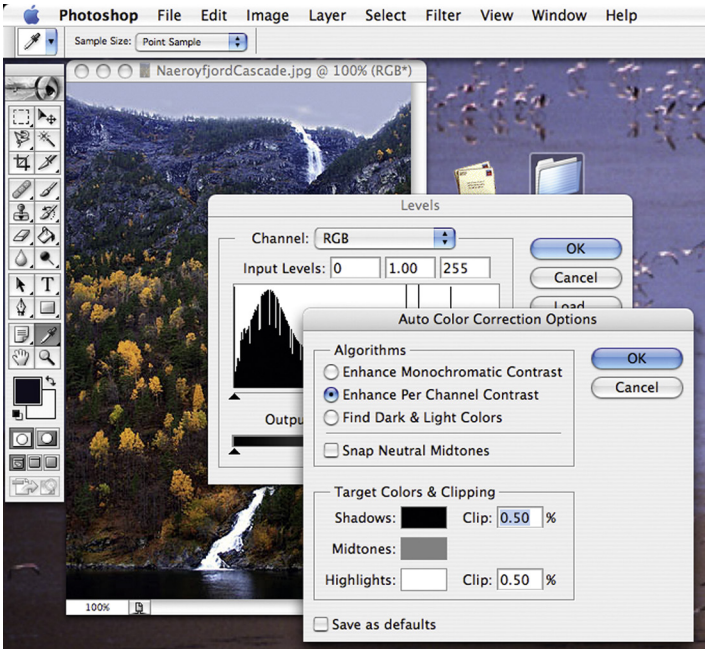 Photoshop File Edit Image Layer Select Filter View Window Help
Sample Size: Point Sample
NaeroyfjordCascade.jpg @ 100% (RGB*)
Levels
Channel: RGB
Input Levels: 0 1.00 255
OK
Cancel
Load
Outpu
Auto Color Correction Options
Algorithms
Enhance Monochromatic Contrast
Enhance Per Channel Contrast
Find Dark & Light Colors
Snap Neutral Midtones
OK
Cancel
Target Colors & Clipping
Shadows: Clip: 0.50 %
Midtones:
Highlights: Clip: 0.50 %
Save as defaults
100%
T